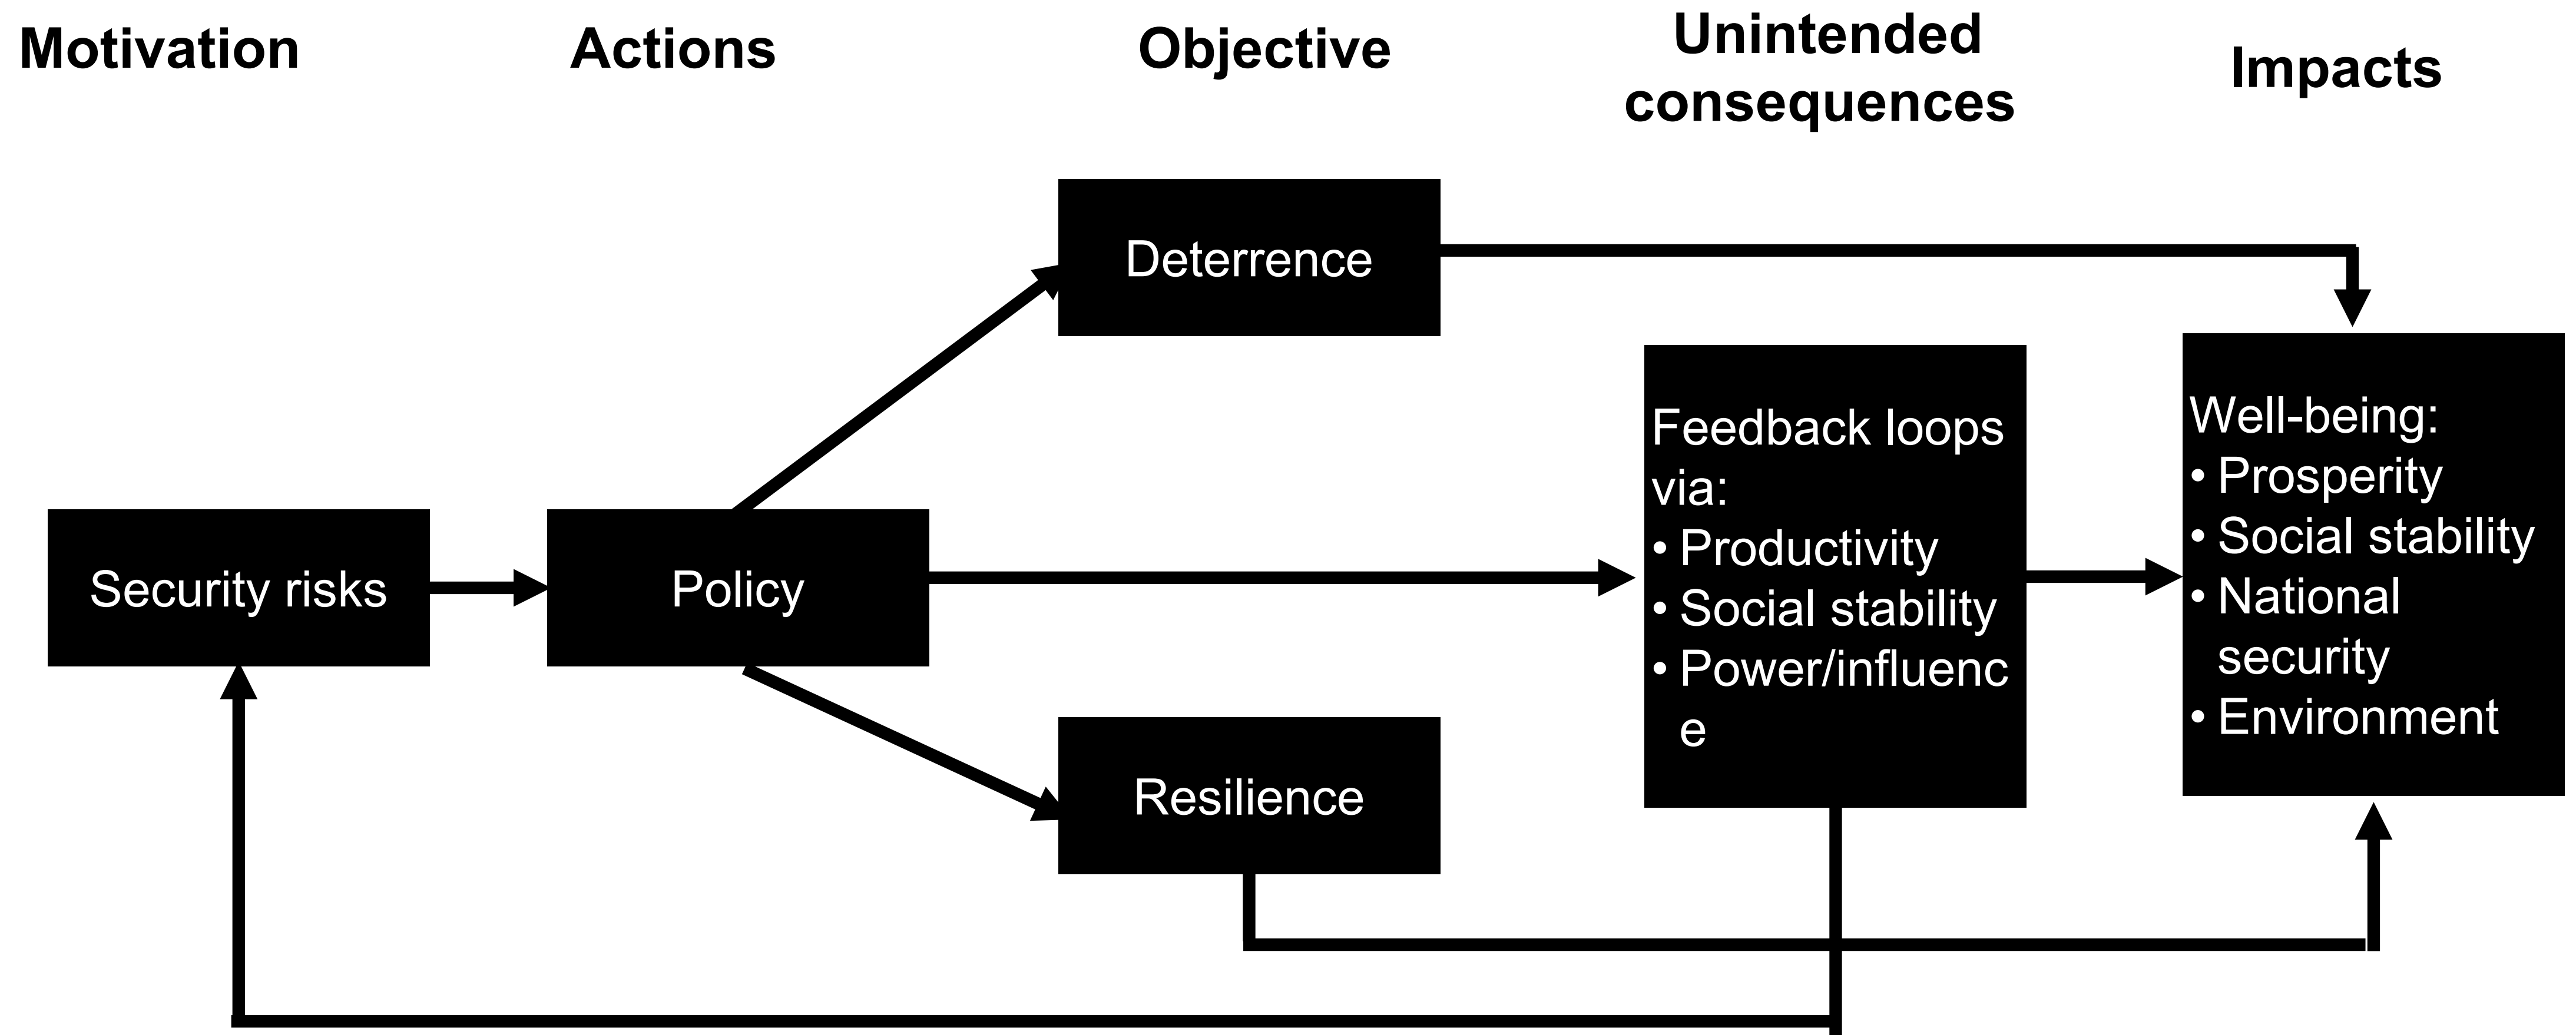 Motivation
Actions
Objective
Unintended
consequences
Impacts
Deterrence
Security risks
Policy
Resilience
Feedback loops
via:
• Productivity
• Social stability
• Power/influenc
e
Well-being:
• Prosperity
• Social stability
• National
security
• Environment